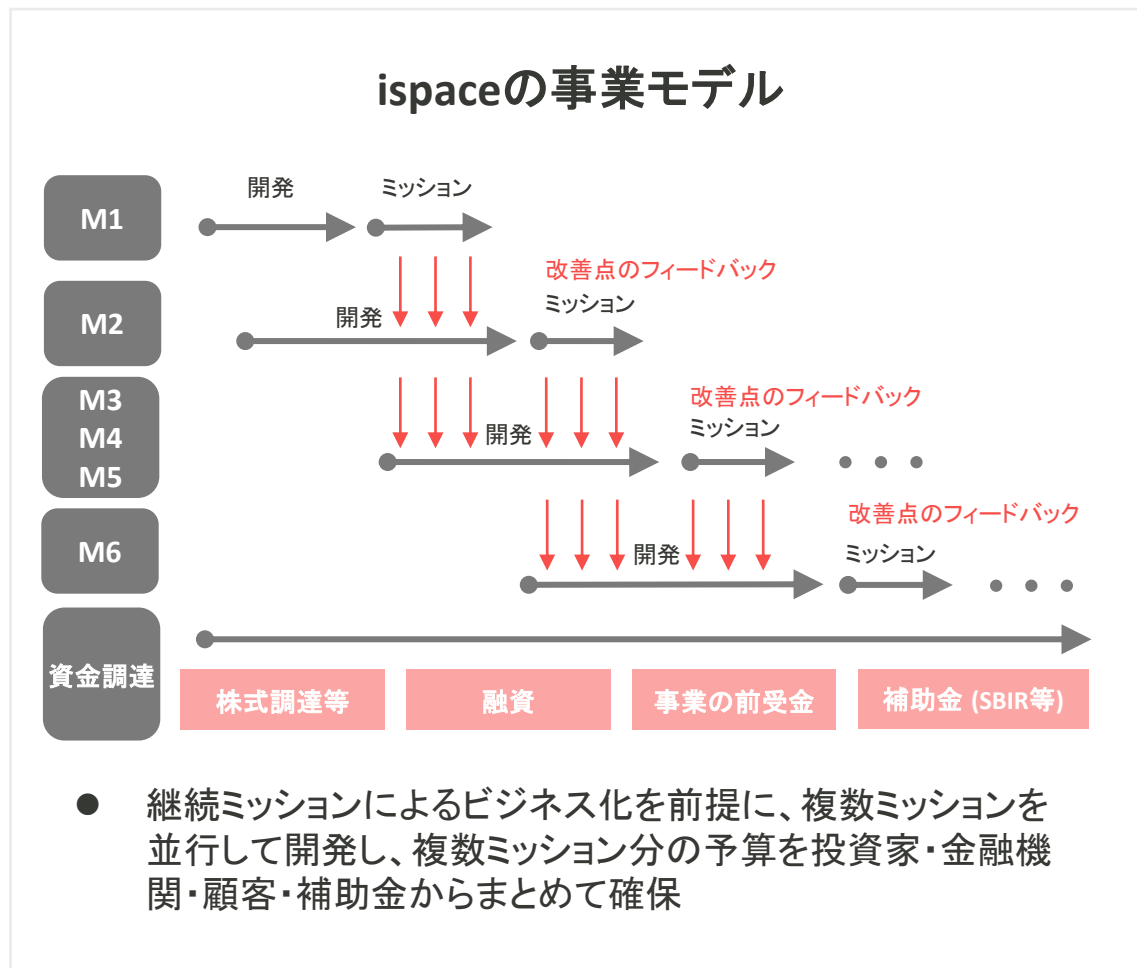 ispaceの事業モデル
M1
開発
ミッション
改善点のフィードバック
M2
開発
ミッション
改善点のフィードバック
M3
M4
M5
開発
ミッション
改善点のフィードバック
M6
開発
ミッション
資金調達
株式調達等
融資
事業の前受金
補助金 (SBIR等)
● 継続ミッションによるビジネス化を前提に、複数ミッションを
並行して開発し、複数ミッション分の予算を投資家・金融機
関・顧客・補助金からまとめて確保